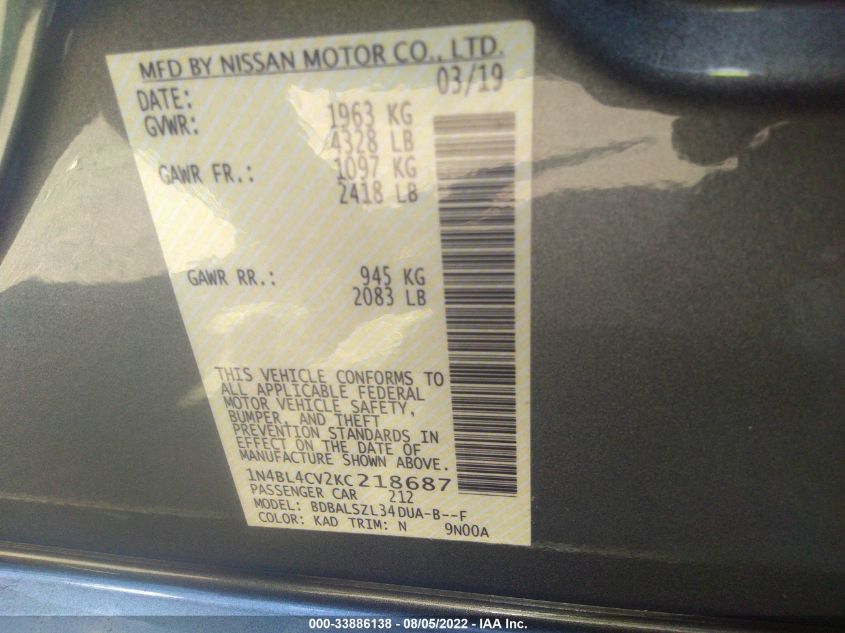 MFD BY NISSAN MOTOR CO., LTD.
DATE: 03/19
GVWR: 1963 KG
4328 LB
GAWR FR.: 1097 KG
2418 LB
GAWR RR.: 945 KG
2083 LB
THIS VEHICLE CONFORMS TO
ALL APPLICABLE FEDERAL
MOTOR VEHICLE SAFETY,
BUMPER, AND THEFT
PREVENTION STANDARDS IN
EFFECT ON THE DATE OF
MANUFACTURE SHOWN ABOVE.
1N4BL4CV2KC218687
PASSENGER CAR 212
MODEL: BDBALSZL34DUA-B--F
COLOR: KAD TRIM: N 9N00A
000-33886138 - 08/05/2022 - IAA Inc.